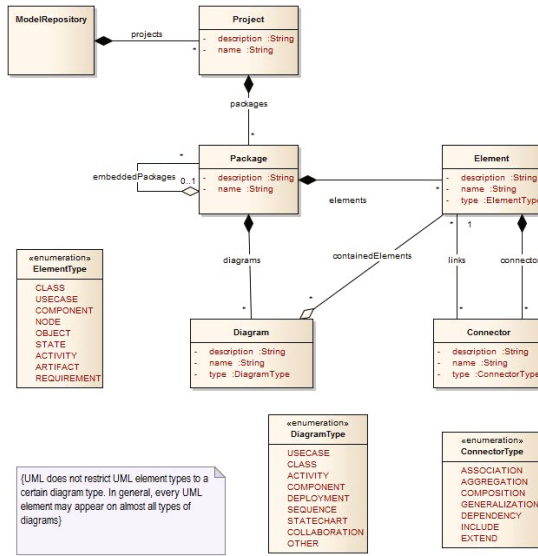 ModelRepository
Project
- description :String
- name :String
projects
*
packages
*
Package
- description :String
- name :String
*
embeddedPackages
0..1
Element
- description :String
- name :String
- type :ElementType
*
elements
* 1
diagrams
containedElements
links
connector
*
*
*
*
«enumeration»
ElementType
CLASS
USECASE
COMPONENT
NODE
OBJECT
STATE
ACTIVITY
ARTIFACT
REQUIREMENT
Diagram
- description :String
- name :String
- type :DiagramType
Connector
- description :String
- name :String
- type :ConnectorType
«enumeration»
DiagramType
USECASE
CLASS
ACTIVITY
COMPONENT
DEPLOYMENT
SEQUENCE
STATECHART
COLLABORATION
OTHER
«enumeration»
ConnectorType
ASSOCIATION
AGGREGATION
COMPOSITION
GENERALIZATION
DEPENDENCY
INCLUDE
EXTEND
{UML does not restrict UML element types to a
certain diagram type. In general, every UML
element may appear on almost all types of
diagrams}